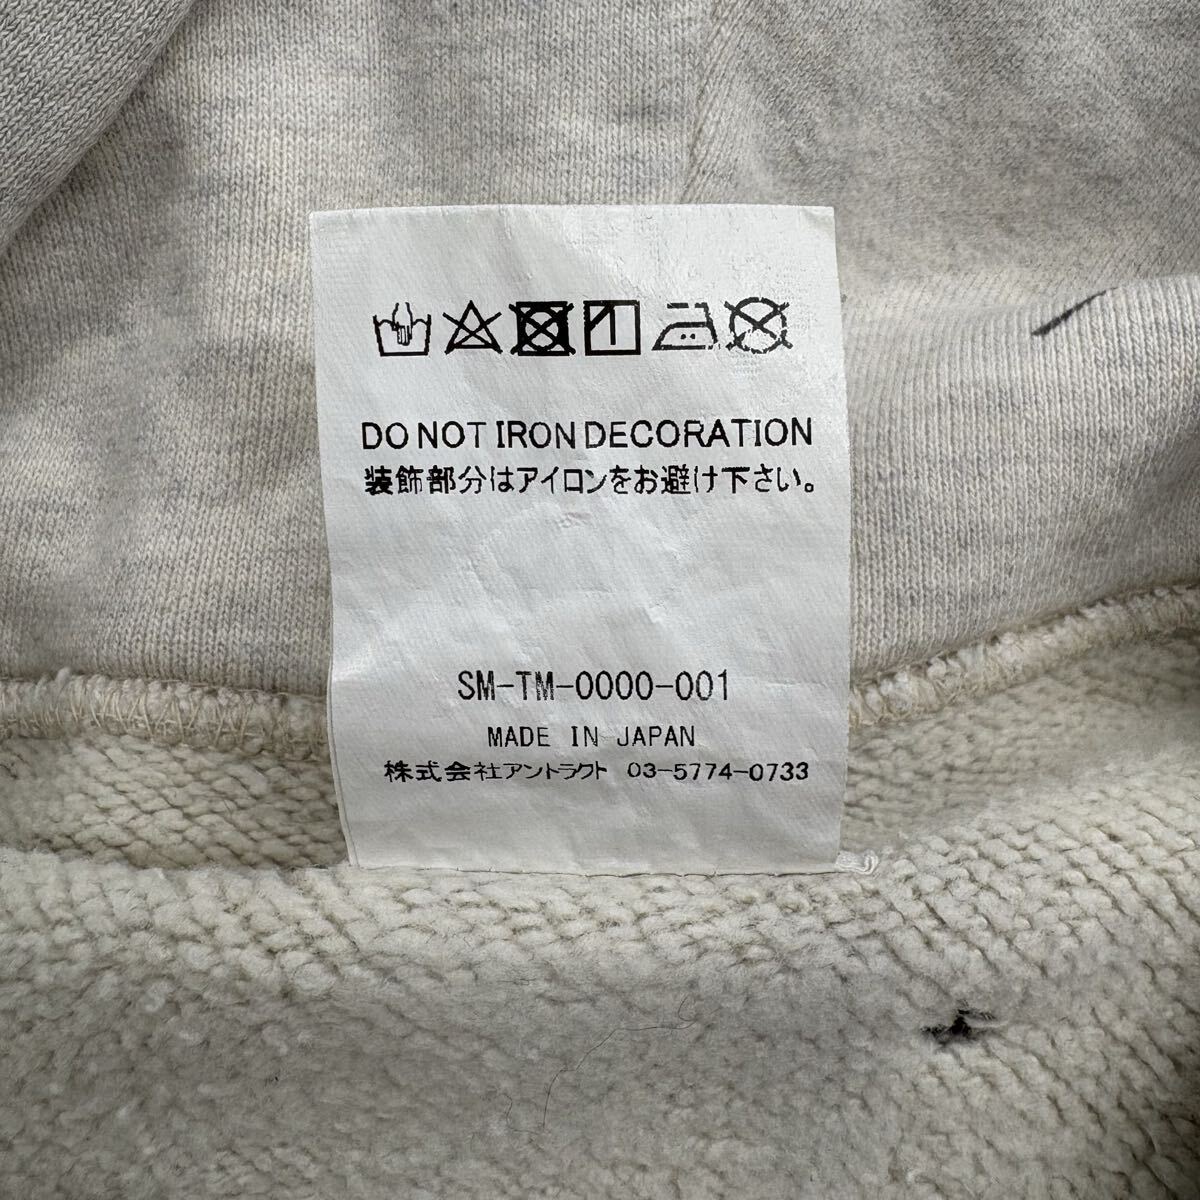 DO NOT IRON DECORATION
装飾部分はアイロンをお避け下さい。
SM-TM-0000-001
MADE IN JAPAN
株式会社アントラクト 03-5774-0733